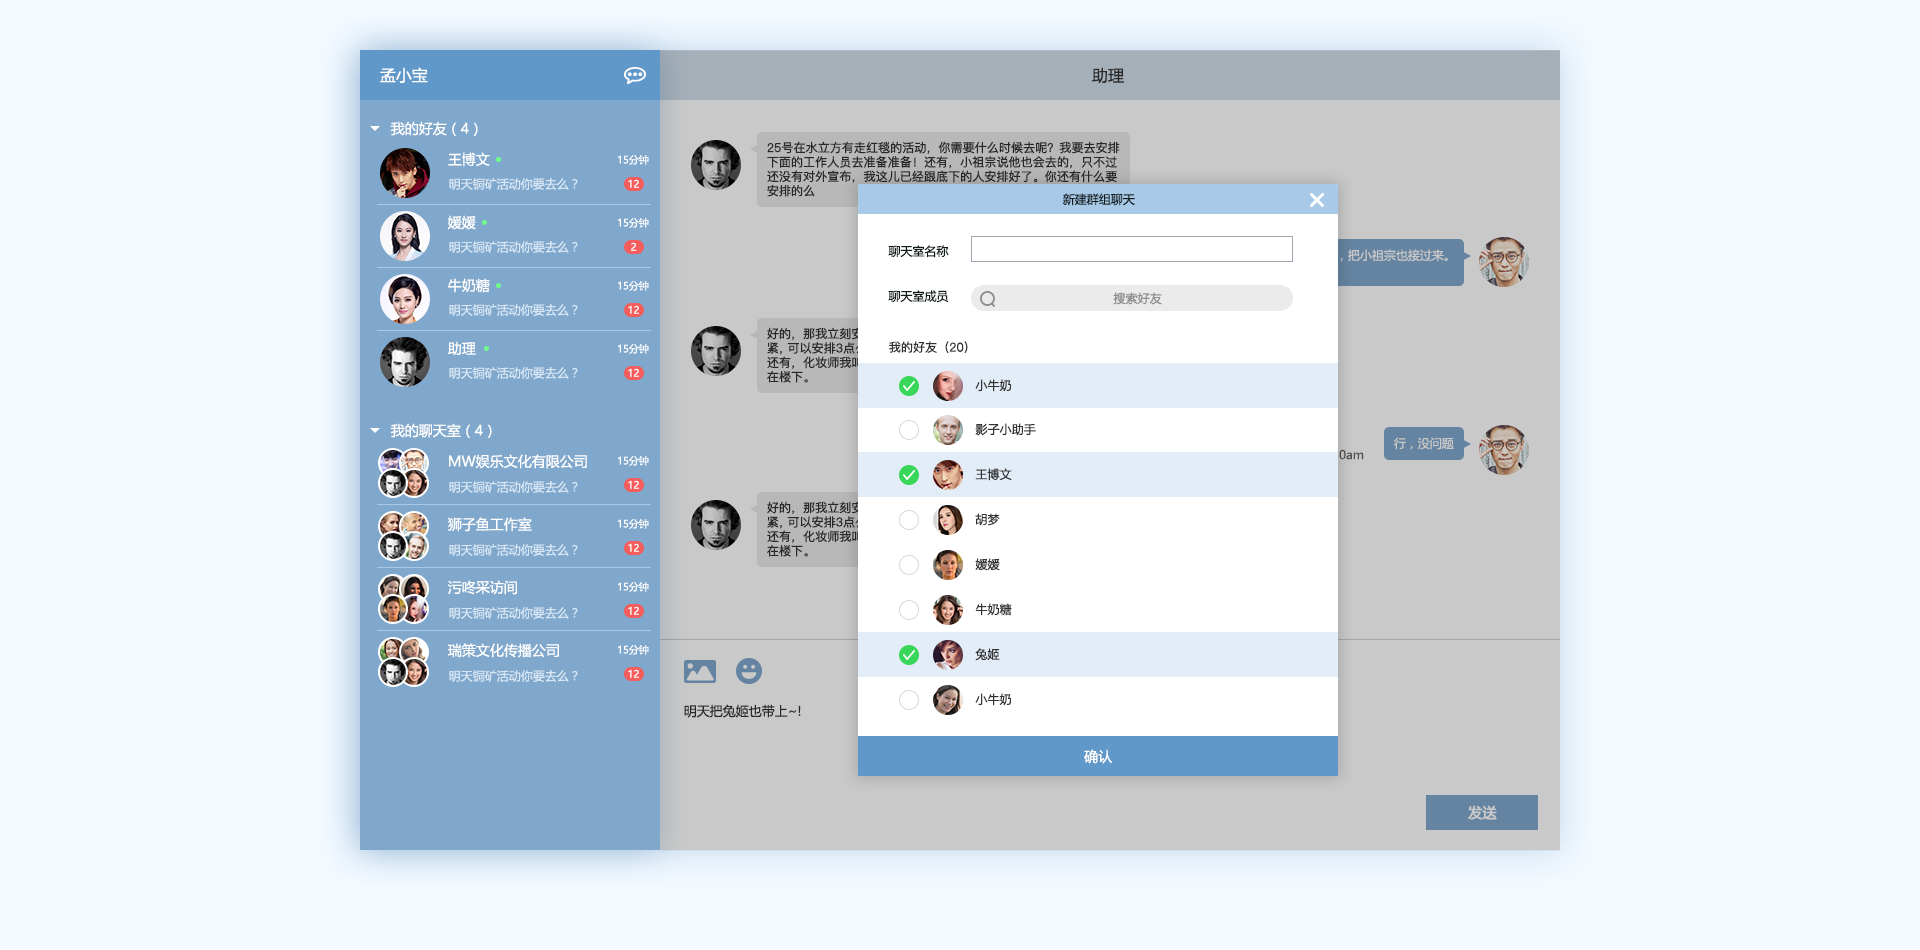 孟小宝
我的好友 ( 4 )
王博文
15分钟
明天铜矿活动你要去么？
12
媛媛
15分钟
明天铜矿活动你要去么？
2
牛奶糖
15分钟
明天铜矿活动你要去么？
12
助理
15分钟
明天铜矿活动你要去么？
12
我的聊天室 ( 4 )
MW娱乐文化有限公司
15分钟
明天铜矿活动你要去么？
12
狮子鱼工作室
15分钟
明天铜矿活动你要去么？
12
污咚采访间
15分钟
明天铜矿活动你要去么？
12
瑞策文化传播公司
15分钟
明天铜矿活动你要去么？
12
助理
25号在水立方有走红毯的活动，你需要什么时候去呢？我要去安排
下面的工作人员去准备准备！还有，小祖宗说他也会去的，只不过
还没有对外宣布，我这儿已经跟底下的人安排好了。你还有什么要
安排的么
，把小祖宗也接过来。
好的，那我立刻安
紧，可以安排3点
还有，化妆师我
在楼下。
0am
行，没问题
好的，那我立刻安
紧，可以安排3点
还有，化妆师我
在楼下。
明天把兔姬也带上~!
发送
新建群组聊天
聊天室名称
聊天室成员
搜索好友
我的好友（20）
小牛奶
影子小助手
王博文
胡梦
媛媛
牛奶糖
兔姬
小牛奶
确认